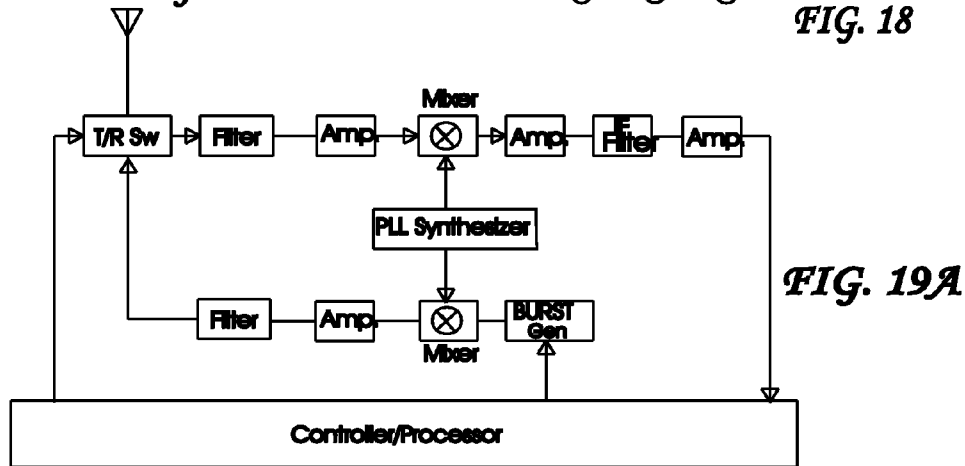 FIG. 18
Mixer
T/R Sw
Filter
Amp.
Amp.
IF
Filter
Amp.
PLL Synthesizer
FIG. 19A
Filter
Amp.
BURST
Gen
Mixer
Controller/Processor